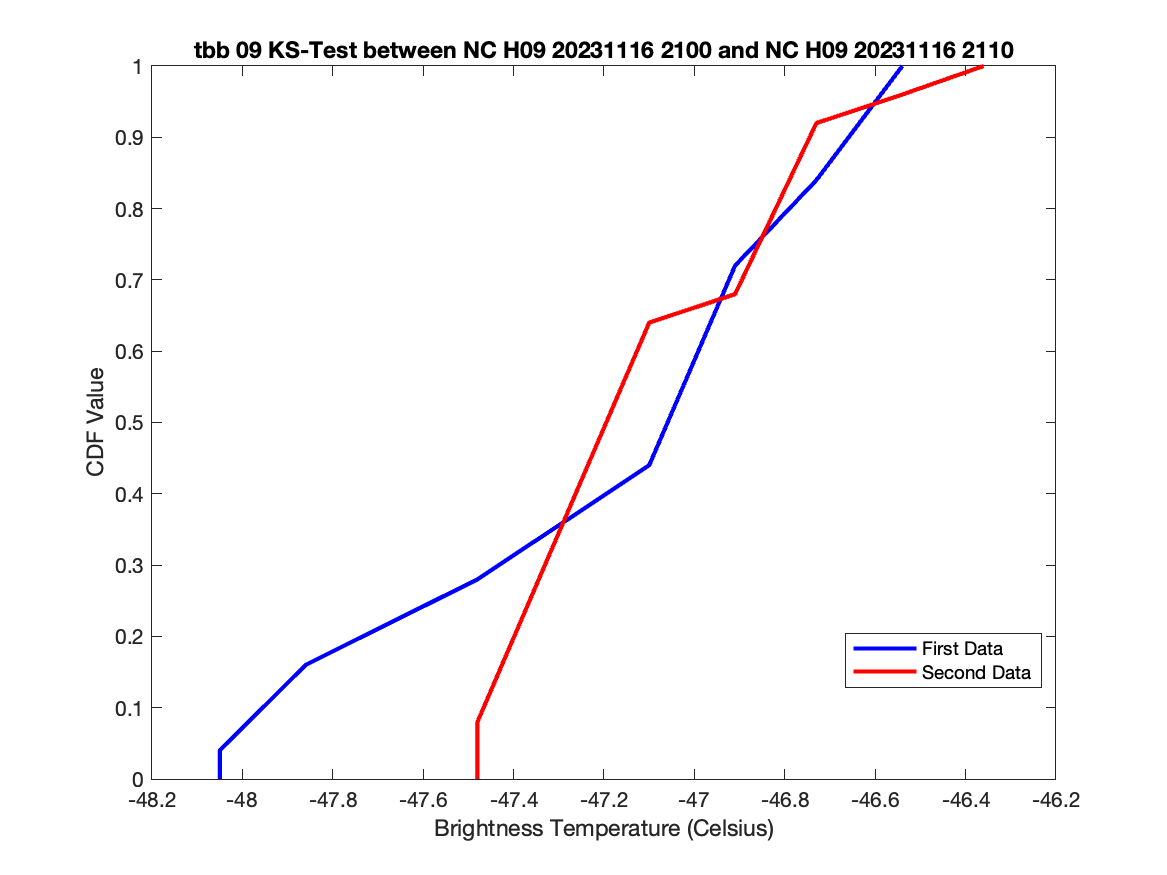 tbb 09 KS-Test between NC H09 20231116 2100 and NC H09 20231116 2110
1
0.9
0.8
0.7
0.6
0.5
0.4
0.3
0.2
0.1
0
CDF Value
First Data
Second Data
-48.2 -48 -47.8 -47.6 -47.4 -47.2 -47 -46.8 -46.6 -46.4 -46.2
Brightness Temperature (Celsius)